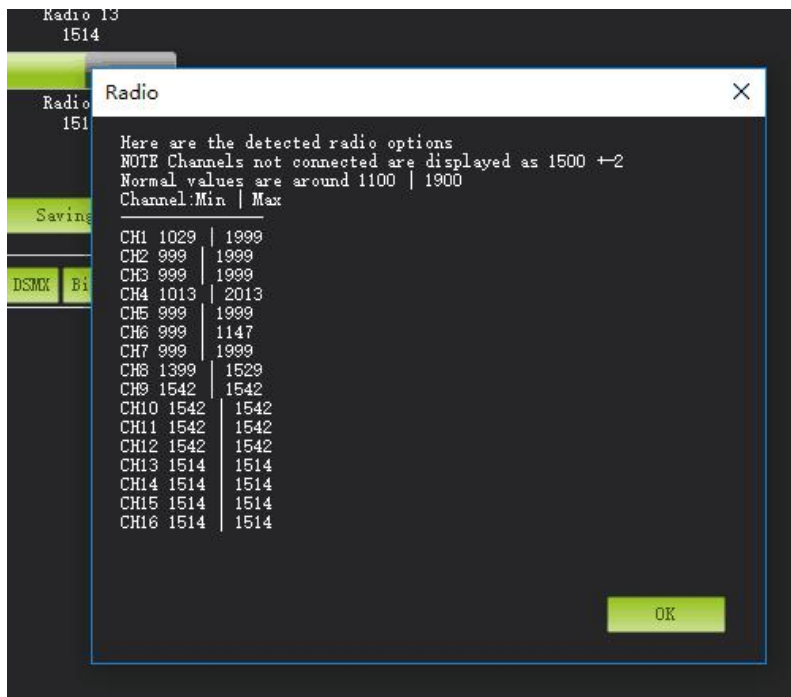 Radio 13
1514
Radio
151
Saving
DSMX
Bi
Radio
Here are the detected radio options
NOTE Channels not connected are displayed as 1500 +-2
Normal values are around 1100 | 1900
Channel:Min | Max
CH1 1029 | 1999
CH2 999 | 1999
CH3 999 | 1999
CH4 1013 | 2013
CH5 999 | 1999
CH6 999 | 1147
CH7 999 | 1999
CH8 1399 | 1529
CH9 1542 | 1542
CH10 1542 | 1542
CH11 1542 | 1542
CH12 1542 | 1542
CH13 1514 | 1514
CH14 1514 | 1514
CH15 1514 | 1514
CH16 1514 | 1514
OK